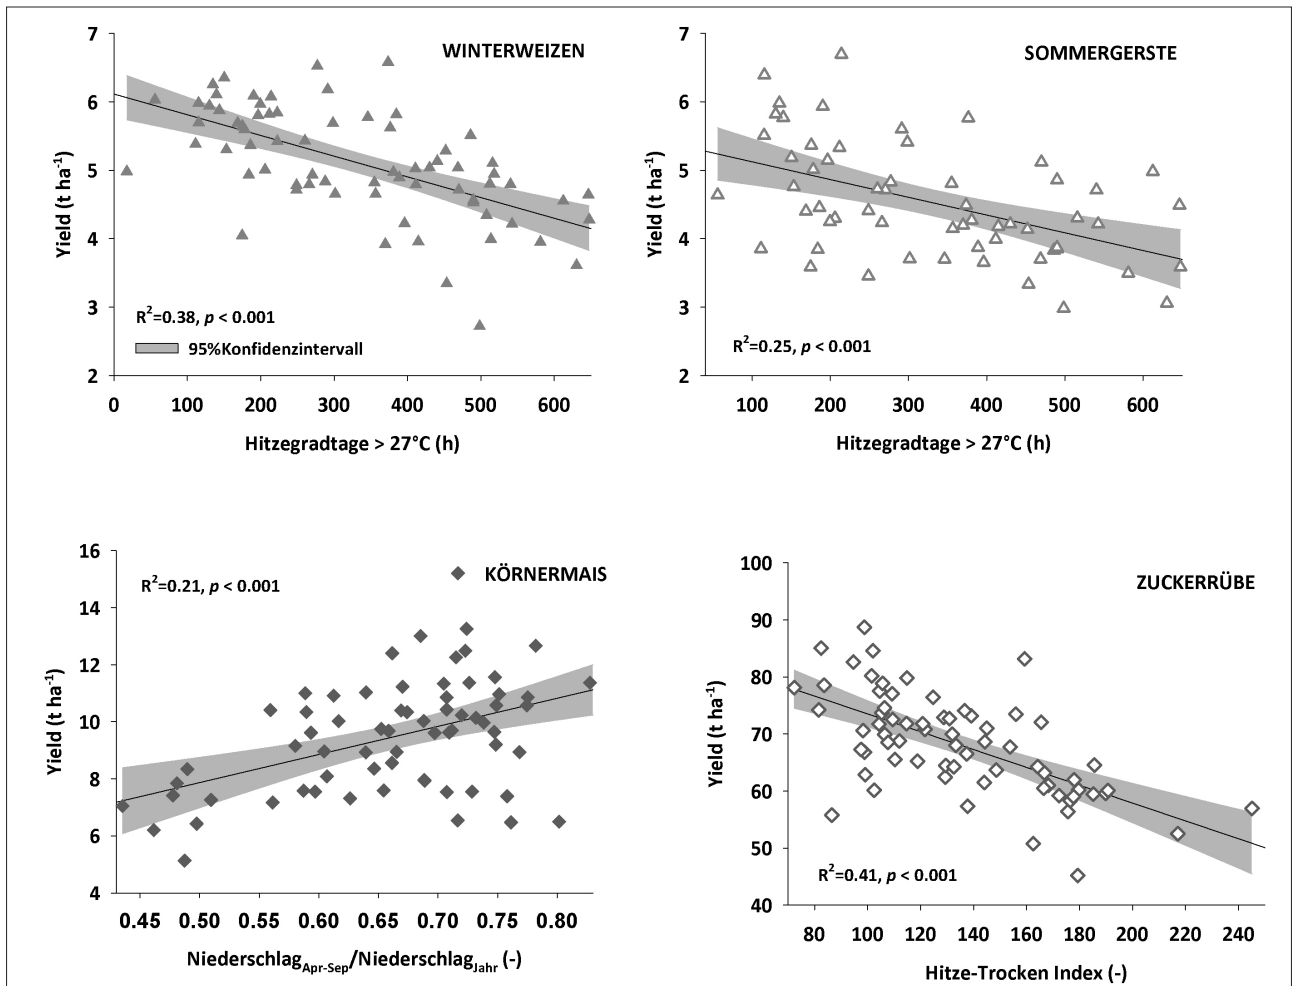 WINTERWEIZEN
7
6
5
4
3
2
Yield (t ha-1)
R2=0.38, p < 0.001
95%Konfidenzintervall
0 100 200 300 400 500 600
Hitzegradtage > 27°C (h)
SOMMERGERSTE
7
6
5
4
3
2
Yield (t ha-1)
R2=0.25, p < 0.001
100 200 300 400 500 600
Hitzegradtage > 27°C (h)
16
14
12
10
8
6
4
Yield (t ha-1)
R2=0.21, p < 0.001
KÖRNERMAIS
0.45 0.50 0.55 0.60 0.65 0.70 0.75 0.80
NiederschlagApr-Sep/NiederschlagJahr (-)
100
90
80
70
60
50
40
Yield (t ha-1)
ZUCKERRÜBE
R2=0.41, p < 0.001
80 100 120 140 160 180 200 220 240
Hitze-Trocken Index (-)